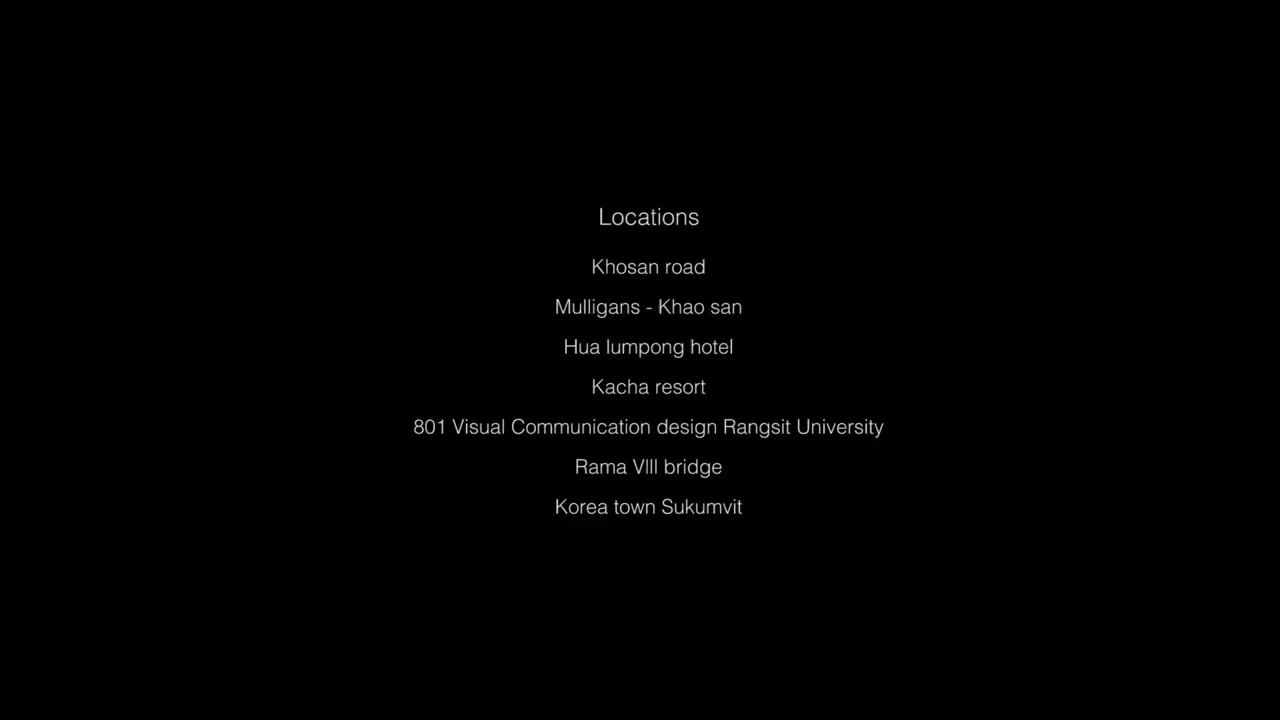 Locations
Khosan road
Mulligans - Khao san
Hua lumpong hotel
Kacha resort
801 Visual Communication design Rangsit University
Rama VIII bridge
Korea town Sukumvit